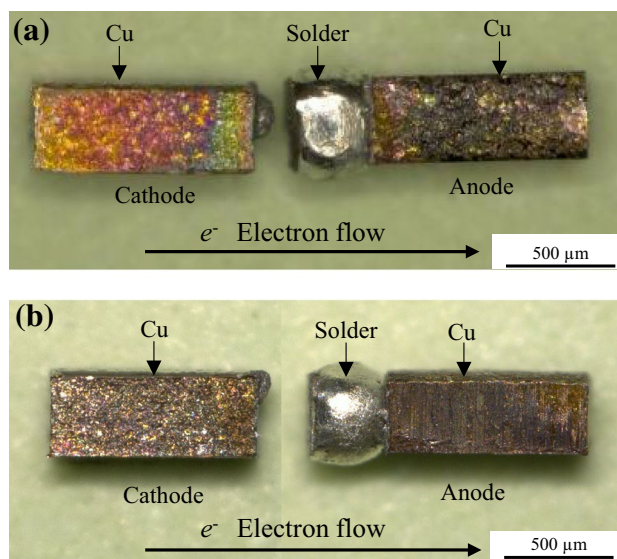 (a)
Cu
Solder
Cu
Cathode
Anode
e- Electron flow
500 µm
(b)
Cu
Solder
Cu
Cathode
Anode
e- Electron flow
500 µm